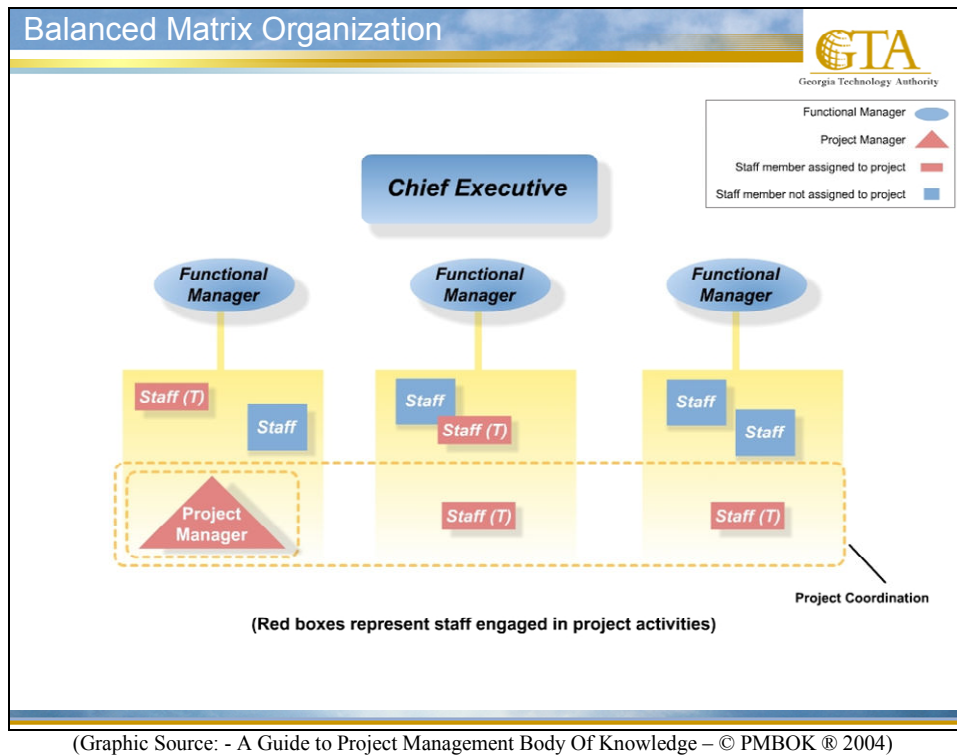 Balanced Matrix Organization
GTA
Georgia Technology Authority
Functional Manager
Project Manager
Staff member assigned to project
Staff member not assigned to project
Chief Executive
Functional
Manager
Functional
Manager
Functional
Manager
Staff (T)
Staff
Staff
Staff (T)
Staff
Staff
Project
Manager
Staff (T)
Staff (T)
Project Coordination
(Red boxes represent staff engaged in project activities)
(Graphic Source: - A Guide to Project Management Body Of Knowledge – © PMBOK ® 2004)